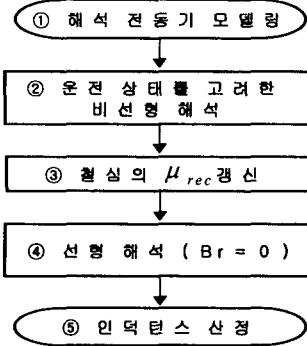 ① 해석 전동기 모델링
② 운전 상태를 고려한
비선형 해석
③ 철심의 μrec 갱신
④ 선형 해석 ( Br = 0 )
⑤ 인덕턴스 산정